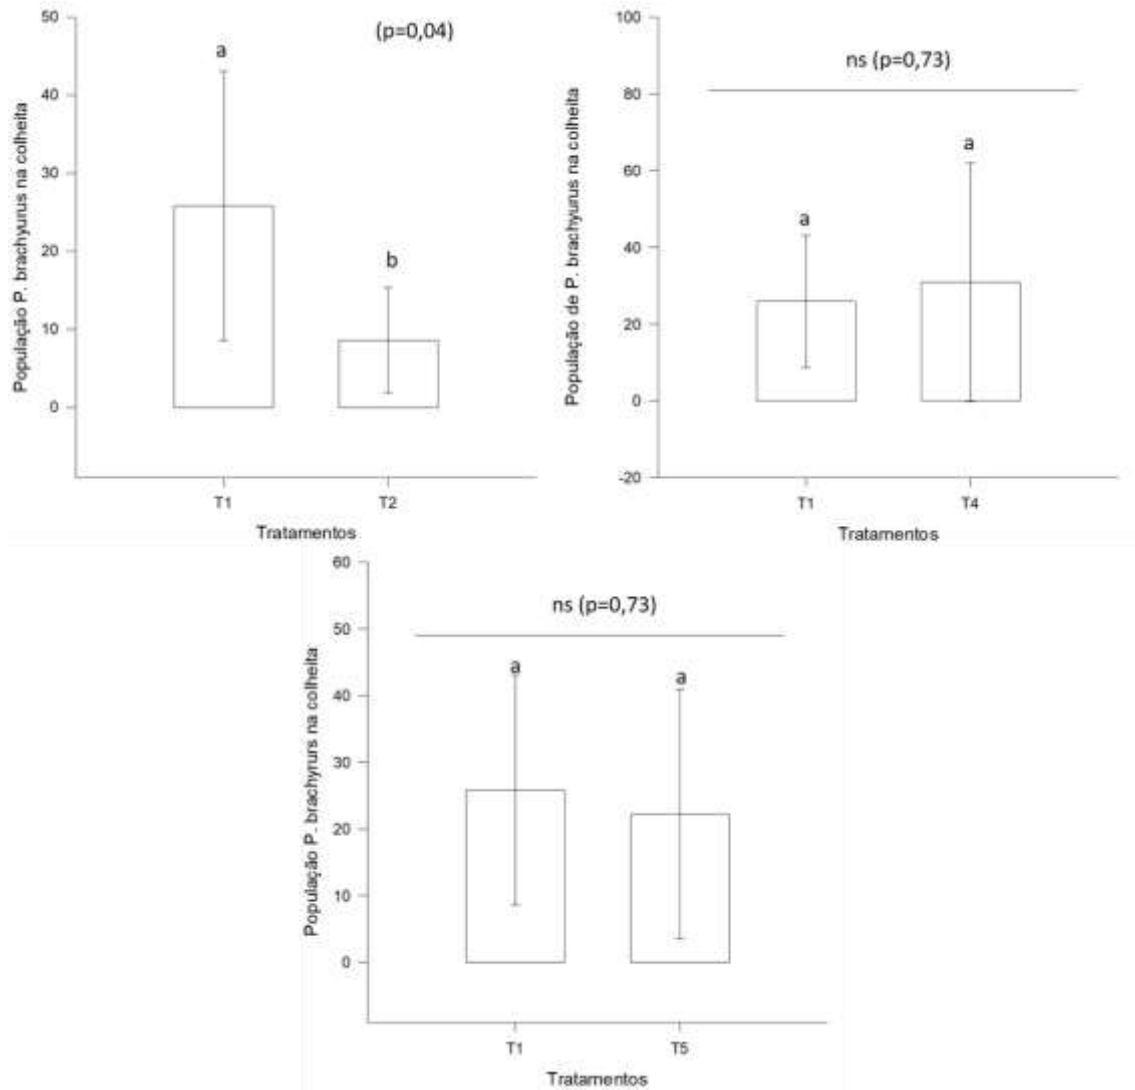 50
40
30
20
10
0
(p=0,04)
a
b
População P. brachyurus na colheita
T1 T2
Tratamentos
100
80
60
40
20
0
-20
ns (p=0,73)
a
a
População de P. brachyurus na colheita
T1 T4
Tratamentos
60
50
40
30
20
10
0
ns (p=0,73)
a a
População P. brachyrurs na colheita
T1 T5
Tratamentos